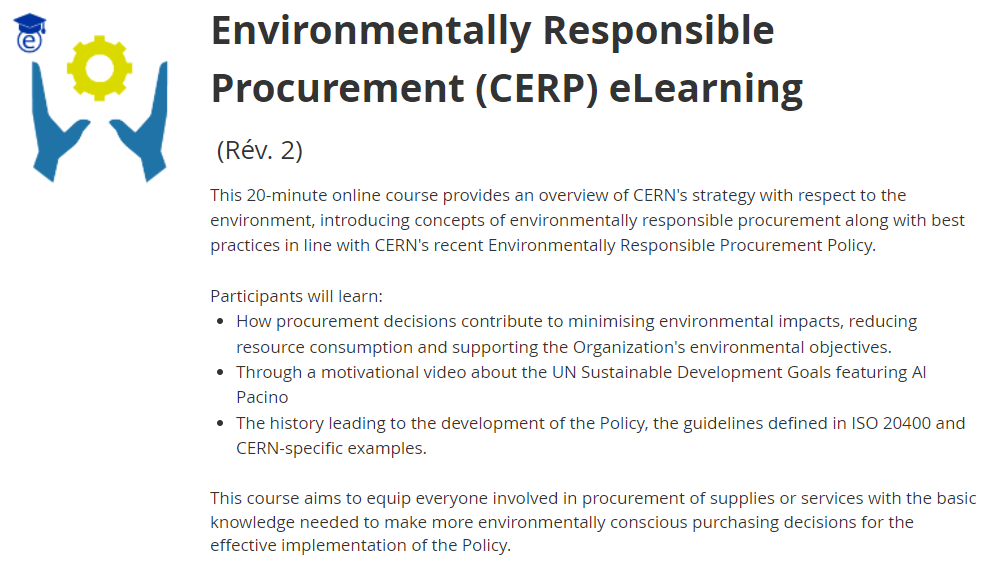 e
Environmentally Responsible
Procurement (CERP) eLearning
(Rév. 2)
This 20-minute online course provides an overview of CERN's strategy with respect to the
environment, introducing concepts of environmentally responsible procurement along with best
practices in line with CERN's recent Environmentally Responsible Procurement Policy.
Participants will learn:
• How procurement decisions contribute to minimising environmental impacts, reducing
resource consumption and supporting the Organization's environmental objectives.
• Through a motivational video about the UN Sustainable Development Goals featuring Al
Pacino
• The history leading to the development of the Policy, the guidelines defined in ISO 20400 and
CERN-specific examples.
This course aims to equip everyone involved in procurement of supplies or services with the basic
knowledge needed to make more environmentally conscious purchasing decisions for the
effective implementation of the Policy.